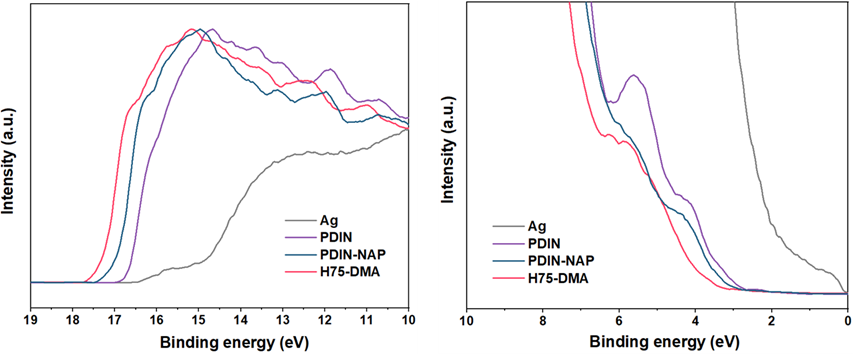 Intensity (a.u.)
Ag
PDIN
PDIN-NAP
H75-DMA
19 18 17 16 15 14 13 12 11 10
Binding energy (eV)
Intensity (a.u.)
Ag
PDIN
PDIN-NAP
H75-DMA
10 8 6 4 2 0
Binding energy (eV)